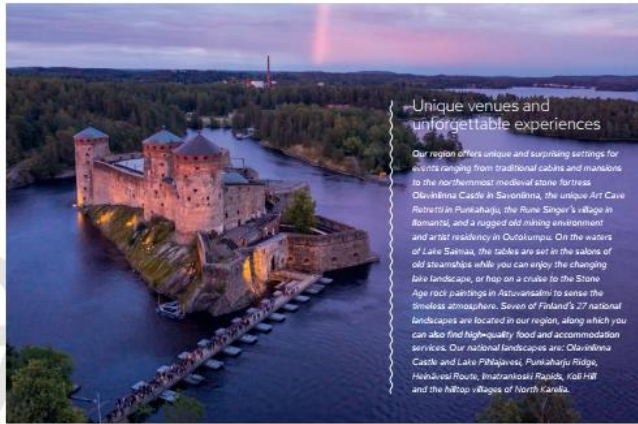 Unique venues and
unforgettable experiences
Our region offers unique and surprising settings for
events ranging from traditional cabins and mansions
to the northernmost medieval stone fortress
Olavinlinna Castle in Savonlinna, the unique Art Cave
Retretti in Punkaharju, the Rune Singer's village in
Ilomantsi, and a rugged old mining environment
and artist residency in Outokumpu. On the waters
of Lake Saimaa, the tables are set in the salons of
old steamships while you can enjoy the changing
lake landscape, or hop on a cruise to the Stone
Age rock paintings in Astuvansalmi to sense the
timeless atmosphere. Seven of Finland's 27 national
landscapes are located in our region, along which you
can also find high-quality food and accommodation
services. Our national landscapes are: Olavinlinna
Castle and Lake Pihlajavesi, Punkaharju Ridge,
Heinävesi Route, Imatrankoski Rapids, Koli Hill
and the hilltop villages of North Karelia.